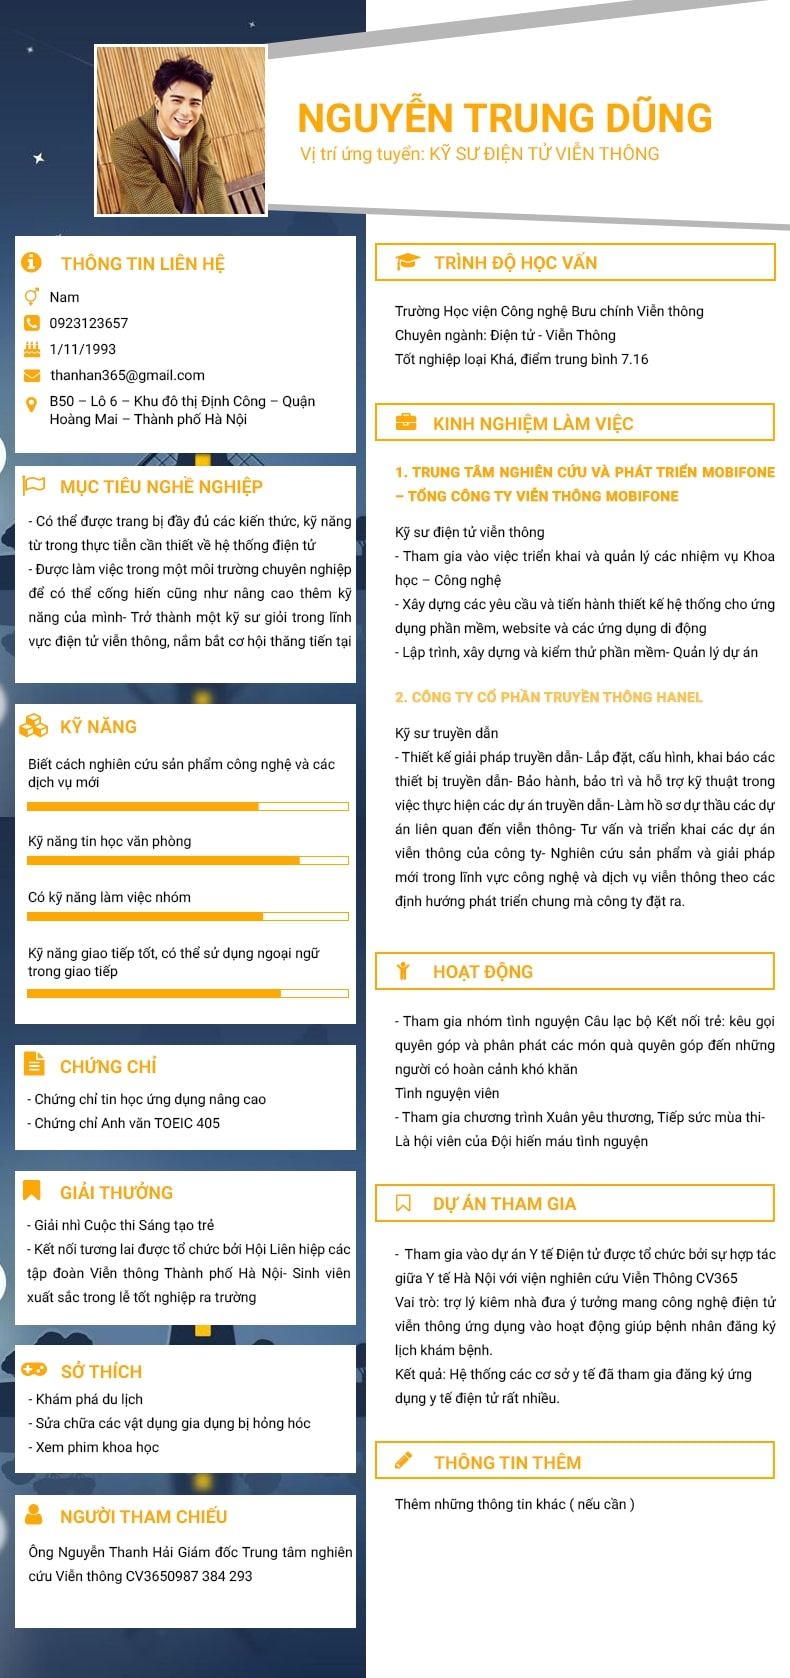 NGUYỄN TRUNG DŨNG
Vị trí ứng tuyển: KỸ SƯ ĐIỆN TỬ VIỄN THÔNG
THÔNG TIN LIÊN HỆ
Nam
0923123657
1/11/1993
thanhan365@gmail.com
B50 – Lô 6 – Khu đô thị Định Công – Quận
Hoàng Mai – Thành phố Hà Nội
MỤC TIÊU NGHỀ NGHIỆP
- Có thể được trang bị đầy đủ các kiến thức, kỹ năng
từ trong thực tiễn cần thiết về hệ thống điện tử
- Được làm việc trong một môi trường chuyên nghiệp
để có thể cống hiến cũng như nâng cao thêm kỹ
năng của mình- Trở thành một kỹ sư giỏi trong lĩnh
vực điện tử viễn thông, nắm bắt cơ hội thăng tiến tại
KỸ NĂNG
Biết cách nghiên cứu sản phẩm công nghệ và các
dịch vụ mới
Kỹ năng tin học văn phòng
Có kỹ năng làm việc nhóm
Kỹ năng giao tiếp tốt, có thể sử dụng ngoại ngữ
trong giao tiếp
CHỨNG CHỈ
- Chứng chỉ tin học ứng dụng nâng cao
- Chứng chỉ Anh văn TOEIC 405
GIẢI THƯỞNG
- Giải nhì Cuộc thi Sáng tạo trẻ
- Kết nối tương lai được tổ chức bởi Hội Liên hiệp các
tập đoàn Viễn thông Thành phố Hà Nội- Sinh viên
xuất sắc trong lễ tốt nghiệp ra trường
SỞ THÍCH
- Khám phá du lịch
- Sửa chữa các vật dụng gia dụng bị hỏng hóc
- Xem phim khoa học
NGƯỜI THAM CHIẾU
Ông Nguyễn Thanh Hải Giám đốc Trung tâm nghiên
cứu Viễn thông CV3650987 384 293
TRÌNH ĐỘ HỌC VẤN
Trường Học viện Công nghệ Bưu chính Viễn thông
Chuyên ngành: Điện tử - Viễn Thông
Tốt nghiệp loại Khá, điểm trung bình 7.16
KINH NGHIỆM LÀM VIỆC
1. TRUNG TÂM NGHIÊN CỨU VÀ PHÁT TRIỂN MOBIFONE
– TỔNG CÔNG TY VIỄN THÔNG MOBIFONE
Kỹ sư điện tử viễn thông
- Tham gia vào việc triển khai và quản lý các nhiệm vụ Khoa
học – Công nghệ
- Xây dựng các yêu cầu và tiến hành thiết kế hệ thống cho ứng
dụng phần mềm, website và các ứng dụng di động
- Lập trình, xây dựng và kiểm thử phần mềm- Quản lý dự án
2. CÔNG TY CỔ PHẦN TRUYỀN THÔNG HANEL
Kỹ sư truyền dẫn
- Thiết kế giải pháp truyền dẫn- Lắp đặt, cấu hình, khai báo các
thiết bị truyền dẫn- Bảo hành, bảo trì và hỗ trợ kỹ thuật trong
việc thực hiện các dự án truyền dẫn- Làm hồ sơ dự thầu các dự
án liên quan đến viễn thông- Tư vấn và triển khai các dự án
viễn thông của công ty- Nghiên cứu sản phẩm và giải pháp
mới trong lĩnh vực công nghệ và dịch vụ viễn thông theo các
định hướng phát triển chung mà công ty đặt ra.
HOẠT ĐỘNG
- Tham gia nhóm tình nguyện Câu lạc bộ Kết nối trẻ: kêu gọi
quyên góp và phân phát các món quà quyên góp đến những
người có hoàn cảnh khó khăn
Tình nguyện viên
- Tham gia chương trình Xuân yêu thương, Tiếp sức mùa thi-
Là hội viên của Đội hiến máu tình nguyện
DỰ ÁN THAM GIA
- Tham gia vào dự án Y tế Điện tử được tổ chức bởi sự hợp tác
giữa Y tế Hà Nội với viện nghiên cứu Viễn Thông CV365
Vai trò: trợ lý kiêm nhà đưa ý tưởng mang công nghệ điện tử
viễn thông ứng dụng vào hoạt động giúp bệnh nhân đăng ký
lịch khám bệnh.
Kết quả: Hệ thống các cơ sở y tế đã tham gia đăng ký ứng
dụng y tế điện tử rất nhiều.
THÔNG TIN THÊM
Thêm những thông tin khác ( nếu cần )